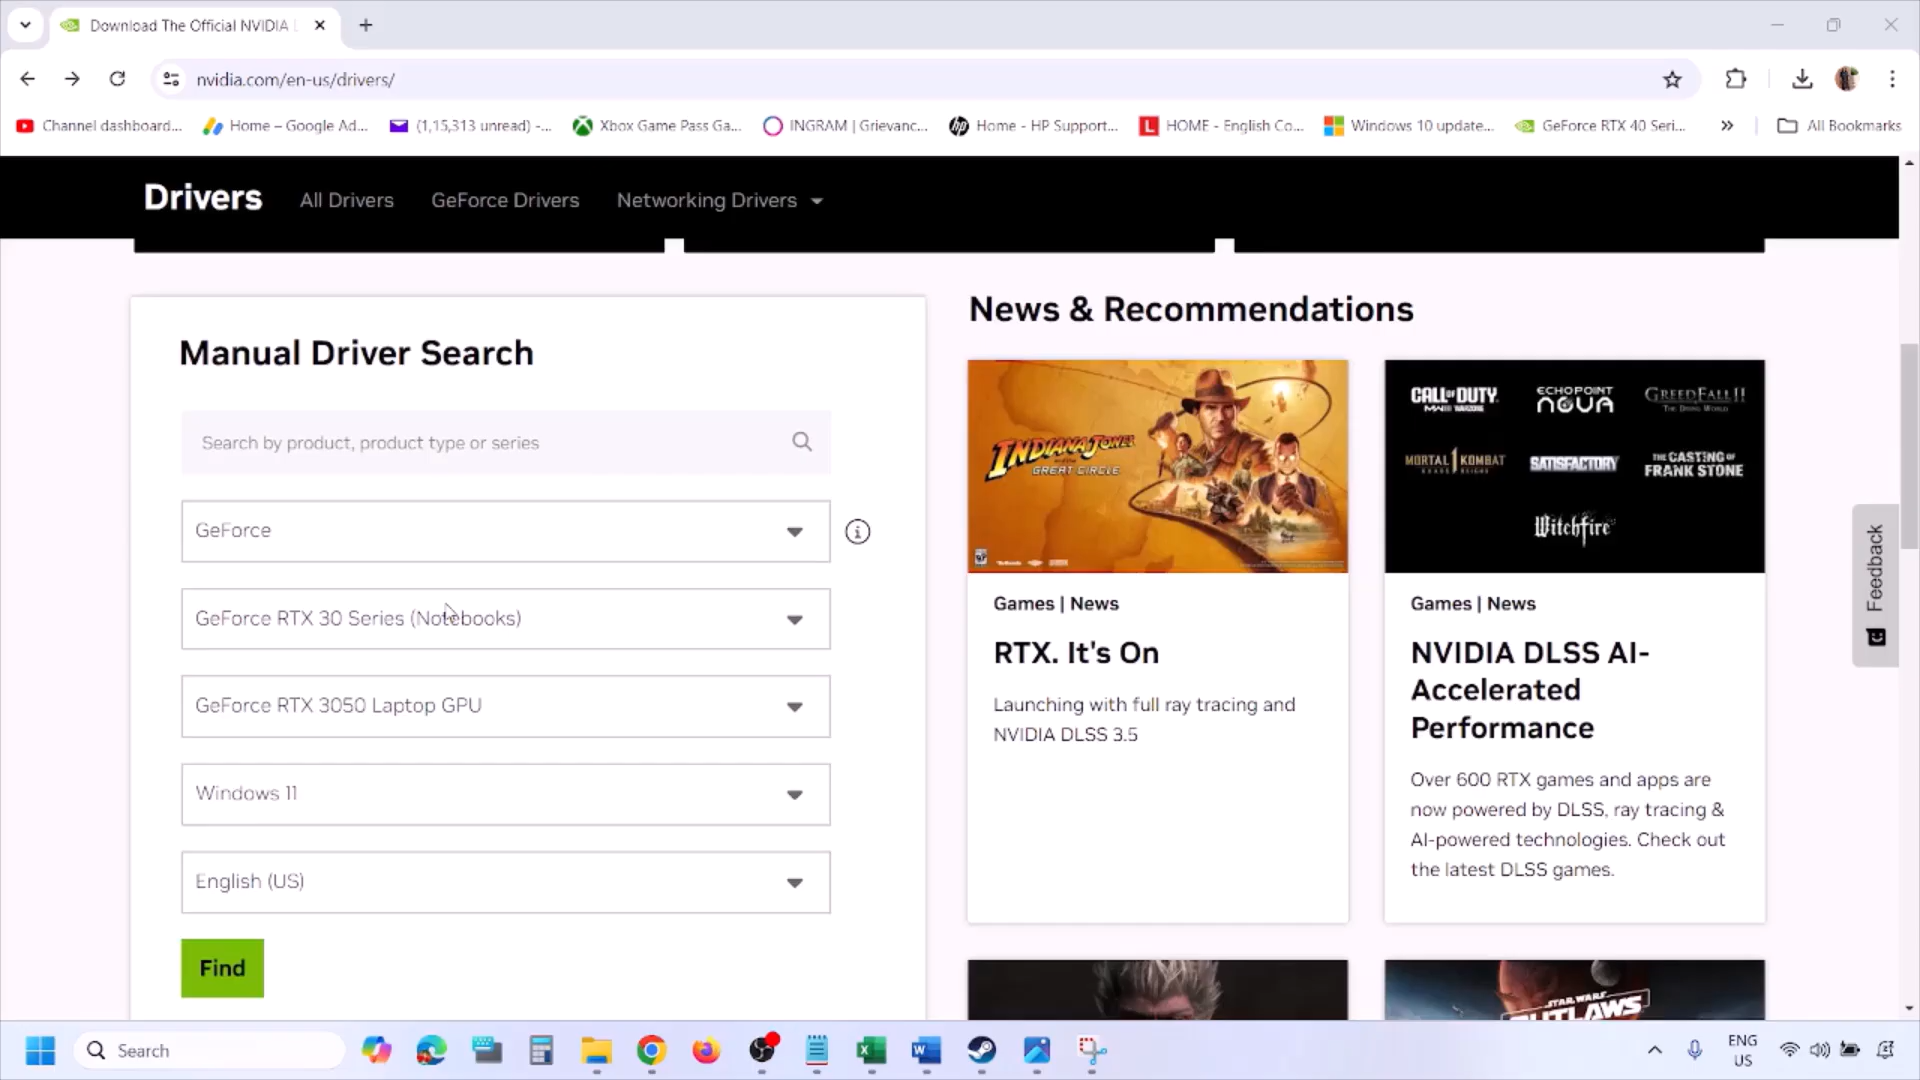 Download The Official NVIDIA
nvidia.com/en-us/drivers/
Channel dashboard...
Home – Google Ad...
(1,15,313 unread) -...
Xbox Game Pass Ga...
INGRAM | Grievanc...
Home - HP Support...
HOME - English Co...
Windows 10 update...
GeForce RTX 40 Seri...
All Bookmarks
Drivers
All Drivers
GeForce Drivers
Networking Drivers
Manual Driver Search
Search by product, product type or series
GeForce
GeForce RTX 30 Series (Notebooks)
GeForce RTX 3050 Laptop GPU
Windows 11
English (US)
Find
News & Recommendations
INDIANA JONES
GREAT CIRCLE
Games | News
RTX. It's On
Launching with full ray tracing and
NVIDIA DLSS 3.5
CALL OF DUTY
ECHOPOINT
NOVA
GREEDFALL II
THE DYING WORLD
MORTAL KOMBAT
SATISFACTORY
THE CASTING OF
FRANK STONE
Witchfire
Games | News
NVIDIA DLSS AI-
Accelerated
Performance
Over 600 RTX games and apps are
now powered by DLSS, ray tracing &
AI-powered technologies. Check out
the latest DLSS games.
STAR WARS
OUTLAWS
Feedback
Search
ENG
US